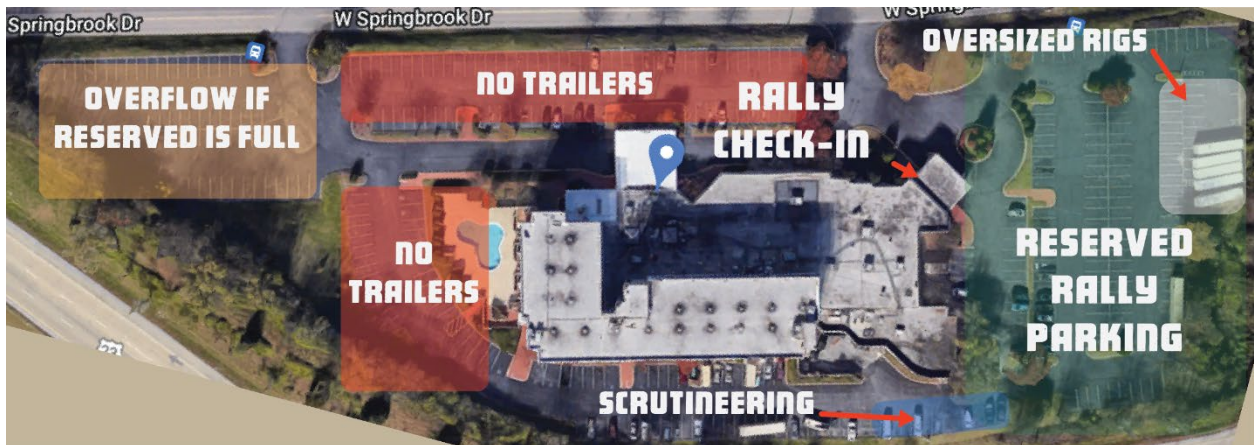 Springbrook Dr
W Springbrook Dr
W Spring
OVERSIZED RIGS
OVERFLOW IF
RESERVED IS FULL
NO TRAILERS
RALLY
CHECK-IN
NO
TRAILERS
RESERVED
RALLY
PARKING
SCRUTINEERING